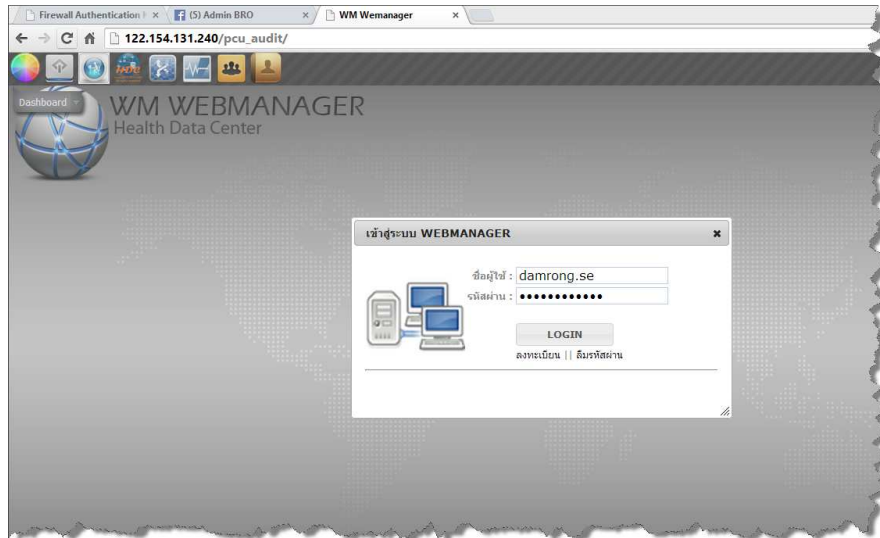 Firewall Authentication
(5) Admin BRO
WM Wemanager
122.154.131.240/pcu_audit/
Dashboard
WM WEBMANAGER
Health Data Center
เข้าสู่ระบบ WEBMANAGER
ชื่อผู้ใช้ : damrong.se
รหัสผ่าน : ••••••••••••
LOGIN
ลงทะเบียน || ลืมรหัสผ่าน